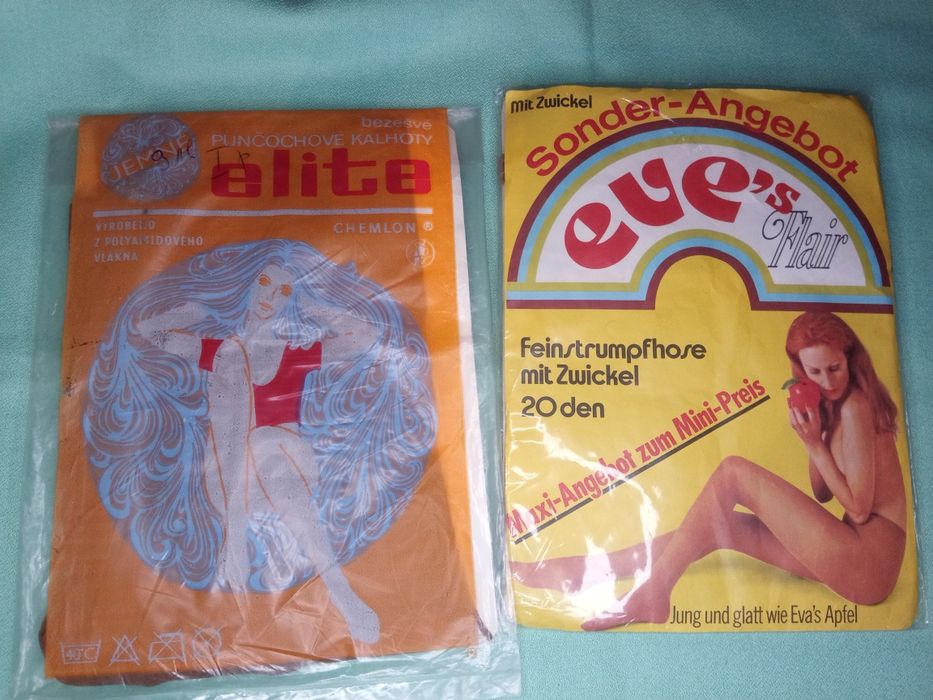 bezešvé
PUNČOCHOVÉ KALHOTY
elite
VYROBENO
Z POLYAMIDOVÉHO
VLÁKNA
CHEMLON ®
40°C
mit Zwickel
Sonder-Angebot
eve's
Flair
Feinstrumpfhose
mit Zwickel
20 den
Maxi-Angebot zum Mini-Preis
Jung und glatt wie Eva's Apfel